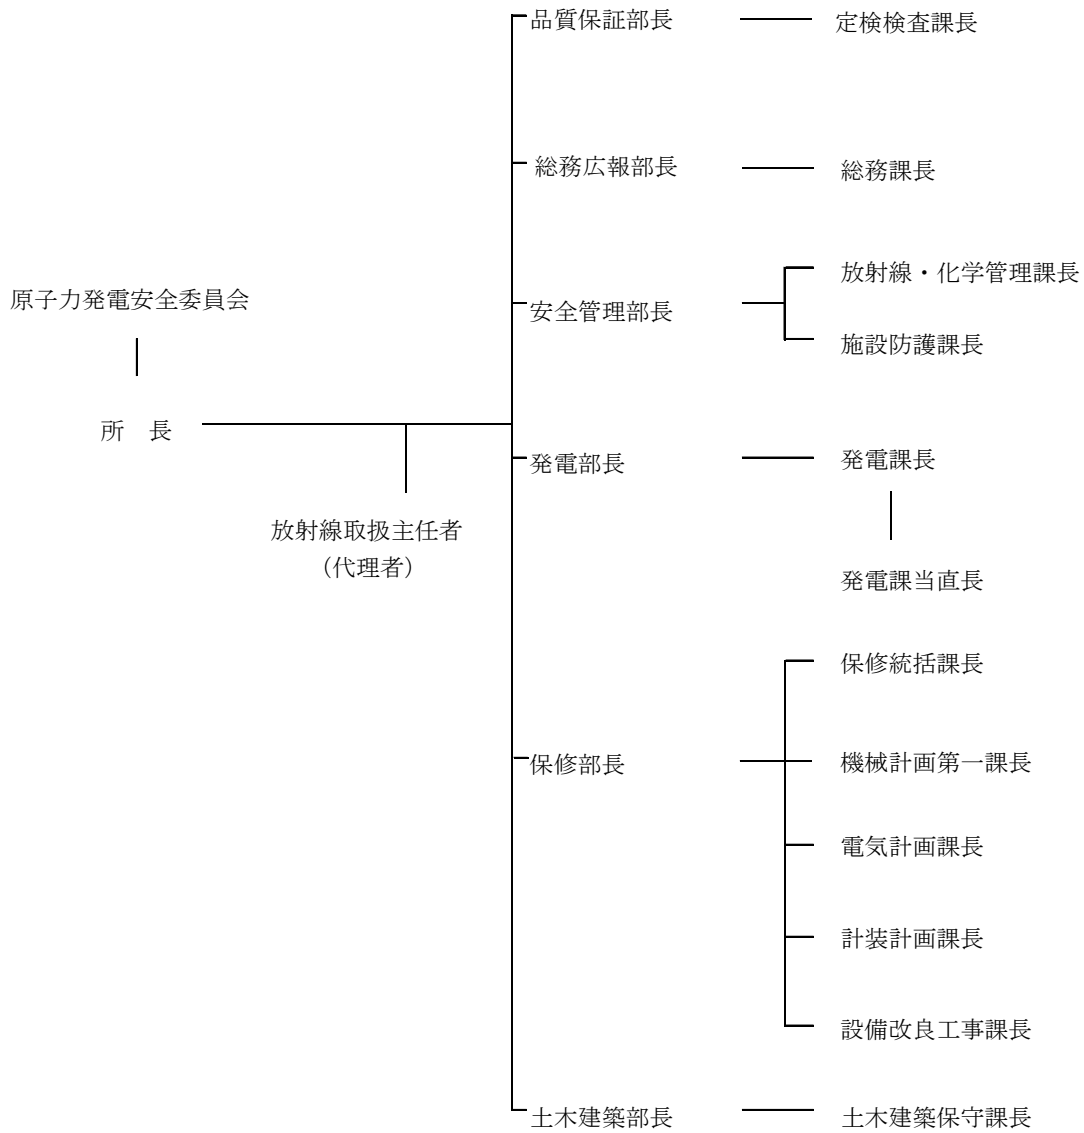 品質保証部長
定検検査課長
総務広報部長
総務課長
原子力発電安全委員会
安全管理部長
放射線・化学管理課長
施設防護課長
所　長
放射線取扱主任者
（代理者）
発電部長
発電課長
発電課当直長
保修部長
保修統括課長
機械計画第一課長
電気計画課長
計装計画課長
設備改良工事課長
土木建築部長
土木建築保守課長